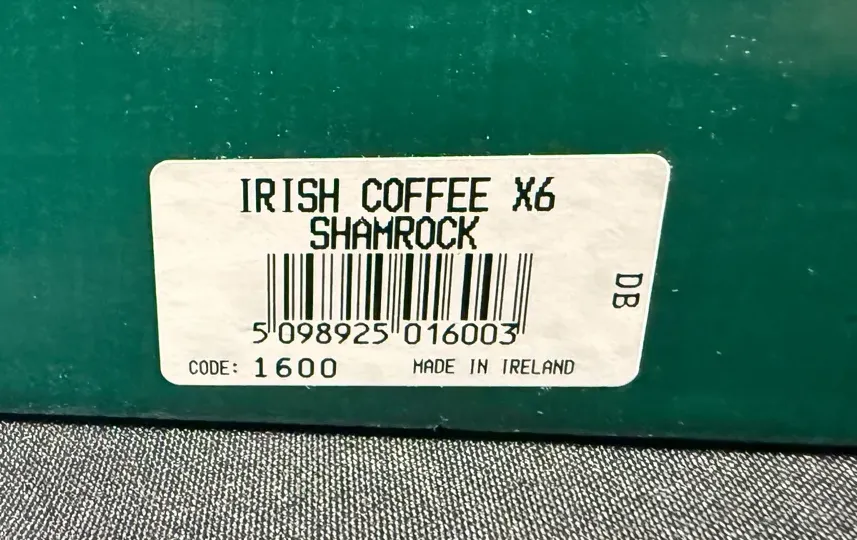 IRISH COFFEE X6
SHAMROCK
5 098925 016003
CODE: 1600 MADE IN IRELAND
DB